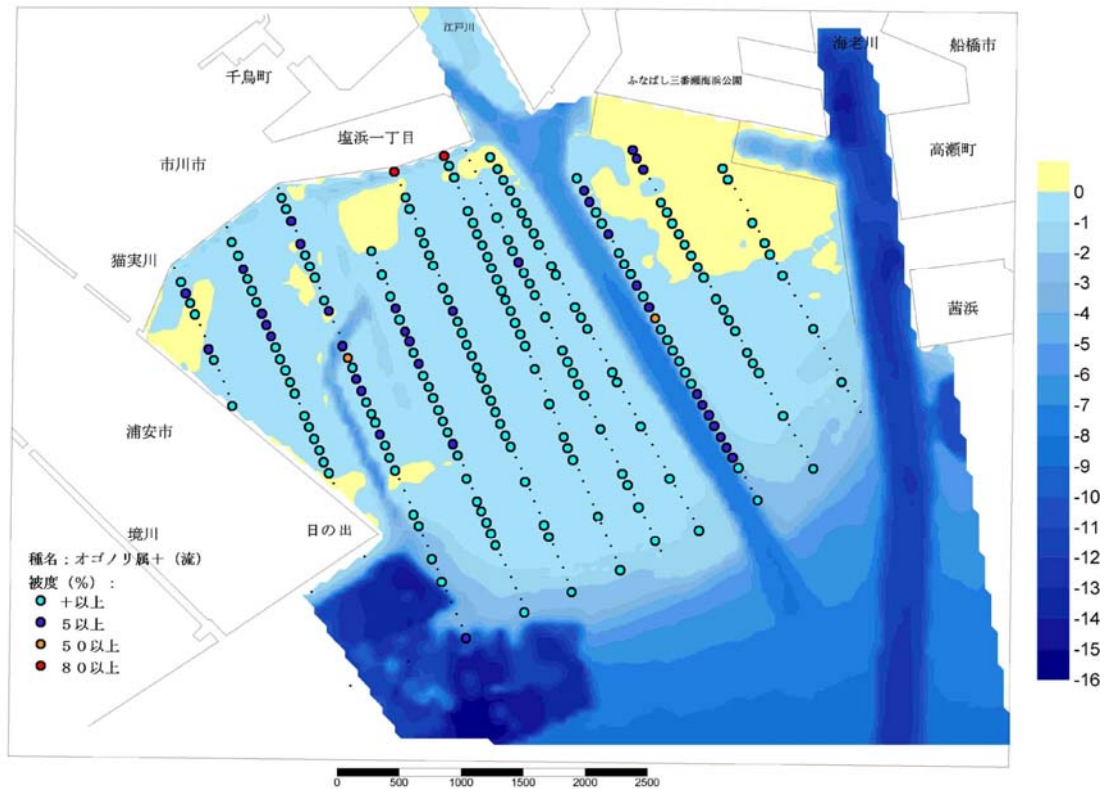 江戸川
海老川
船橋市
千鳥町
ふなばし三番瀬海浜公園
塩浜一丁目
高瀬町
市川市
猫実川
茜浜
浦安市
日の出
境川
種名：オゴノリ属＋（流）
被度（%）：
＋以上
５以上
５０以上
８０以上
0
-1
-2
-3
-4
-5
-6
-7
-8
-9
-10
-11
-12
-13
-14
-15
-16
0 500 1000 1500 2000 2500